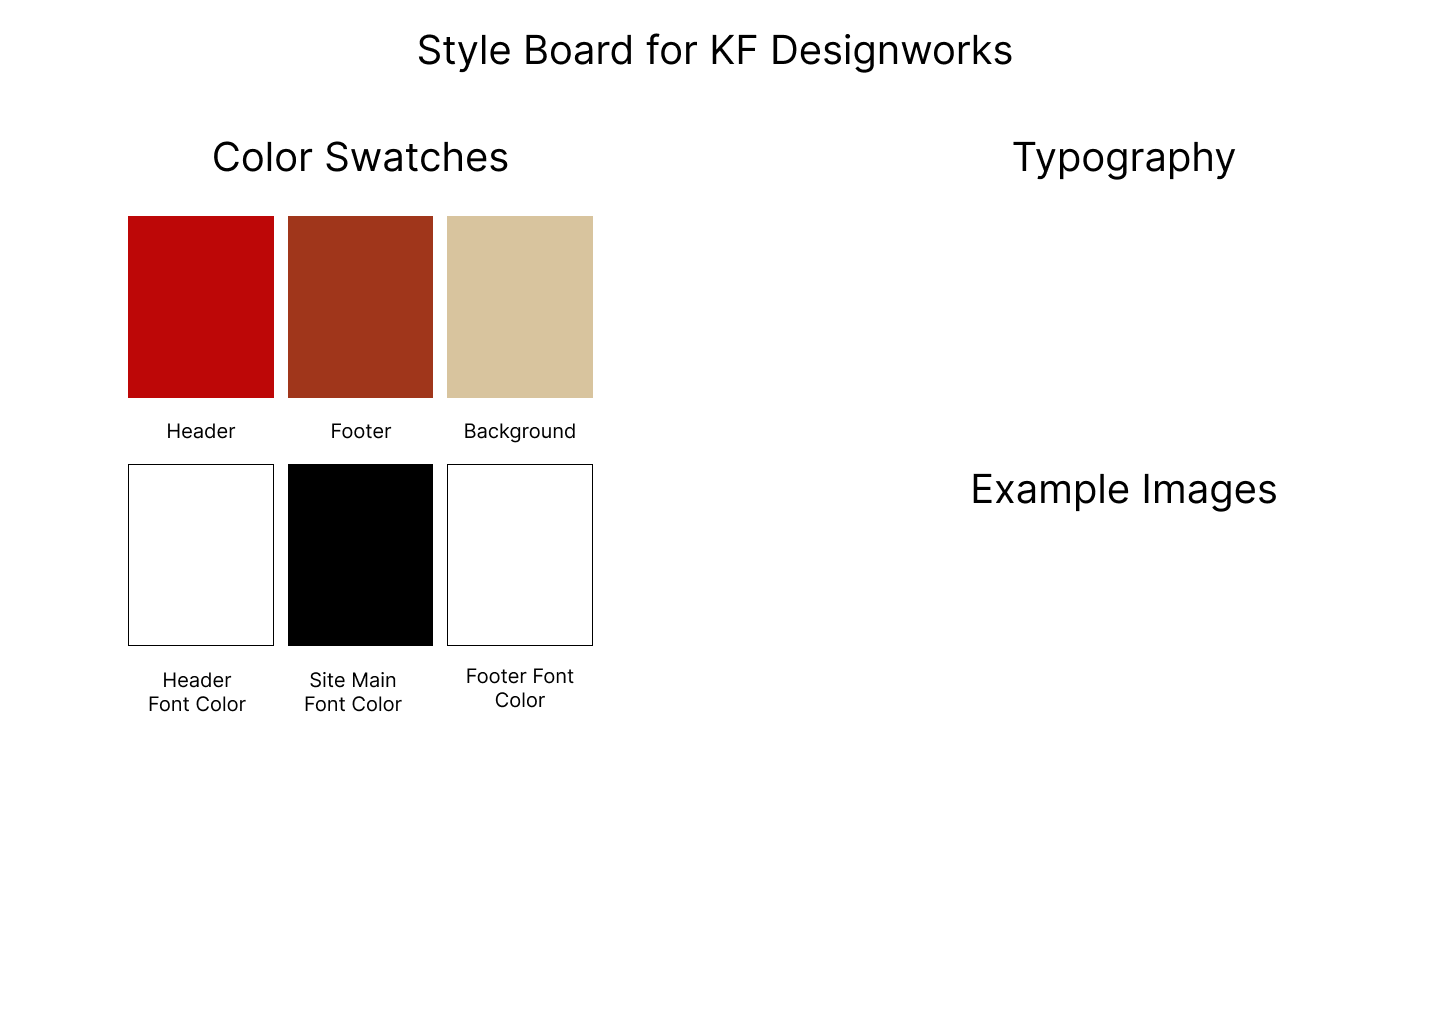 Style Board for KF Designworks
Color Swatches
Header
Footer
Background
Header
Font Color
Site Main
Font Color
Footer Font
Color
Typography
Example Images